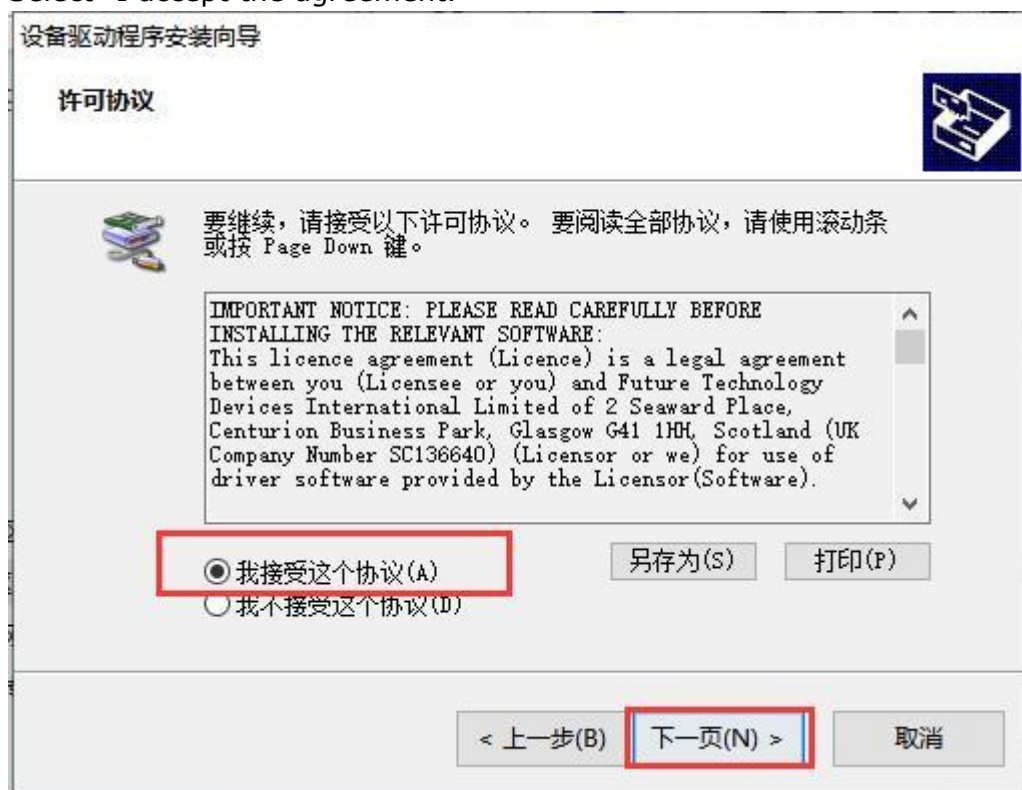 Select "I accept the agreement."
设备驱动程序安装向导
许可协议
要继续，请接受以下许可协议。 要阅读全部协议，请使用滚动条
或按 Page Down 键。
IMPORTANT NOTICE: PLEASE READ CAREFULLY BEFORE
INSTALLING THE RELEVANT SOFTWARE:
This licence agreement (Licence) is a legal agreement
between you (Licensee or you) and Future Technology
Devices International Limited of 2 Seaward Place,
Centurion Business Park, Glasgow G41 1HH, Scotland (UK
Company Number SC136640) (Licensor or we) for use of
driver software provided by the Licensor(Software).
我接受这个协议(A)
另存为(S)
打印(P)
我不接受这个协议(D)
< 上一步(B)
下一页(N) >
取消